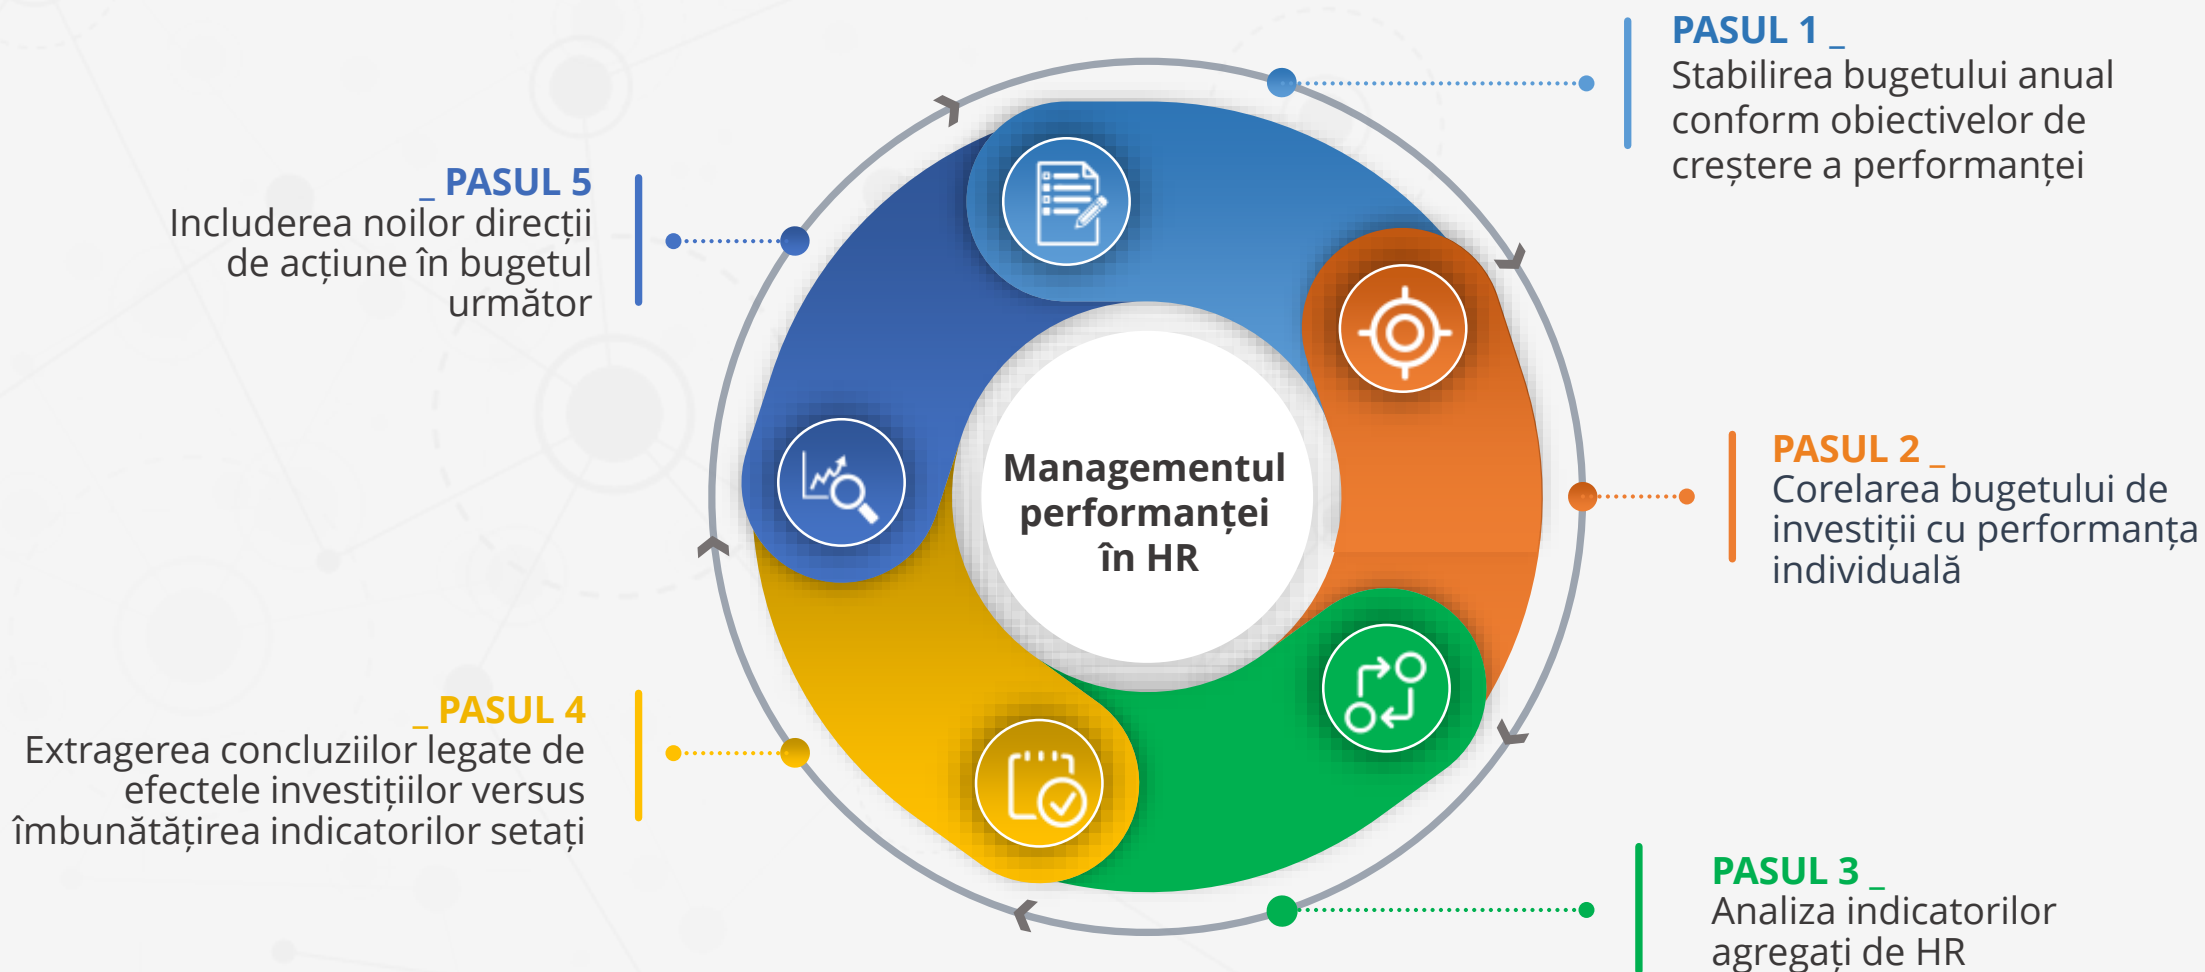 PASUL 1 _
Stabilirea bugetului anual
conform obiectivelor de
creștere a performanței
PASUL 2 _
Corelarea bugetului de
investiții cu performanța
individuală
PASUL 3 _
Analiza indicatorilor
agregați de HR
_ PASUL 4
Extragerea concluziilor legate de
efectele investițiilor versus
îmbunătățirea indicatorilor setați
_ PASUL 5
Includerea noilor direcții
de acțiune în bugetul
următor
Managementul
performanței
în HR